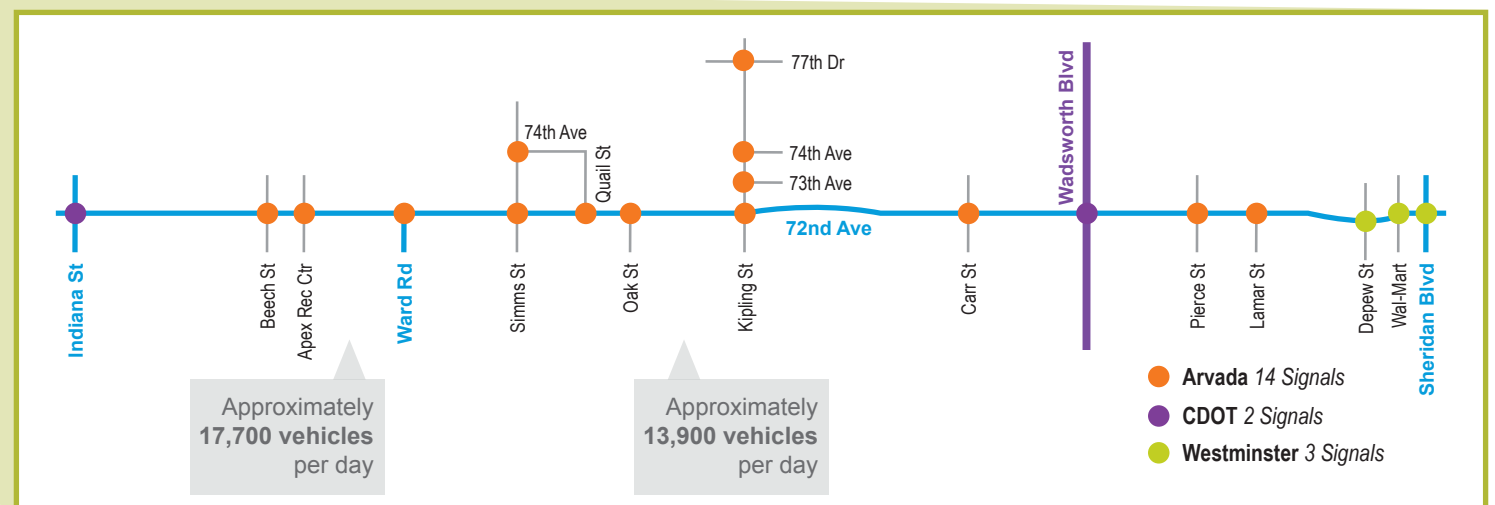 77th Dr
74th Ave
Quail St
74th Ave
73th Ave
Wadsworth Blvd
72nd Ave
Indiana St
Beech St
Apex Rec Ctr
Ward Rd
Simms St
Oak St
Kipling St
Carr St
Pierce St
Lamar St
Depew St
Wal-Mart
Sheridan Blvd
Approximately
17,700 vehicles
per day
Approximately
13,900 vehicles
per day
Arvada 14 Signals
CDOT 2 Signals
Westminster 3 Signals